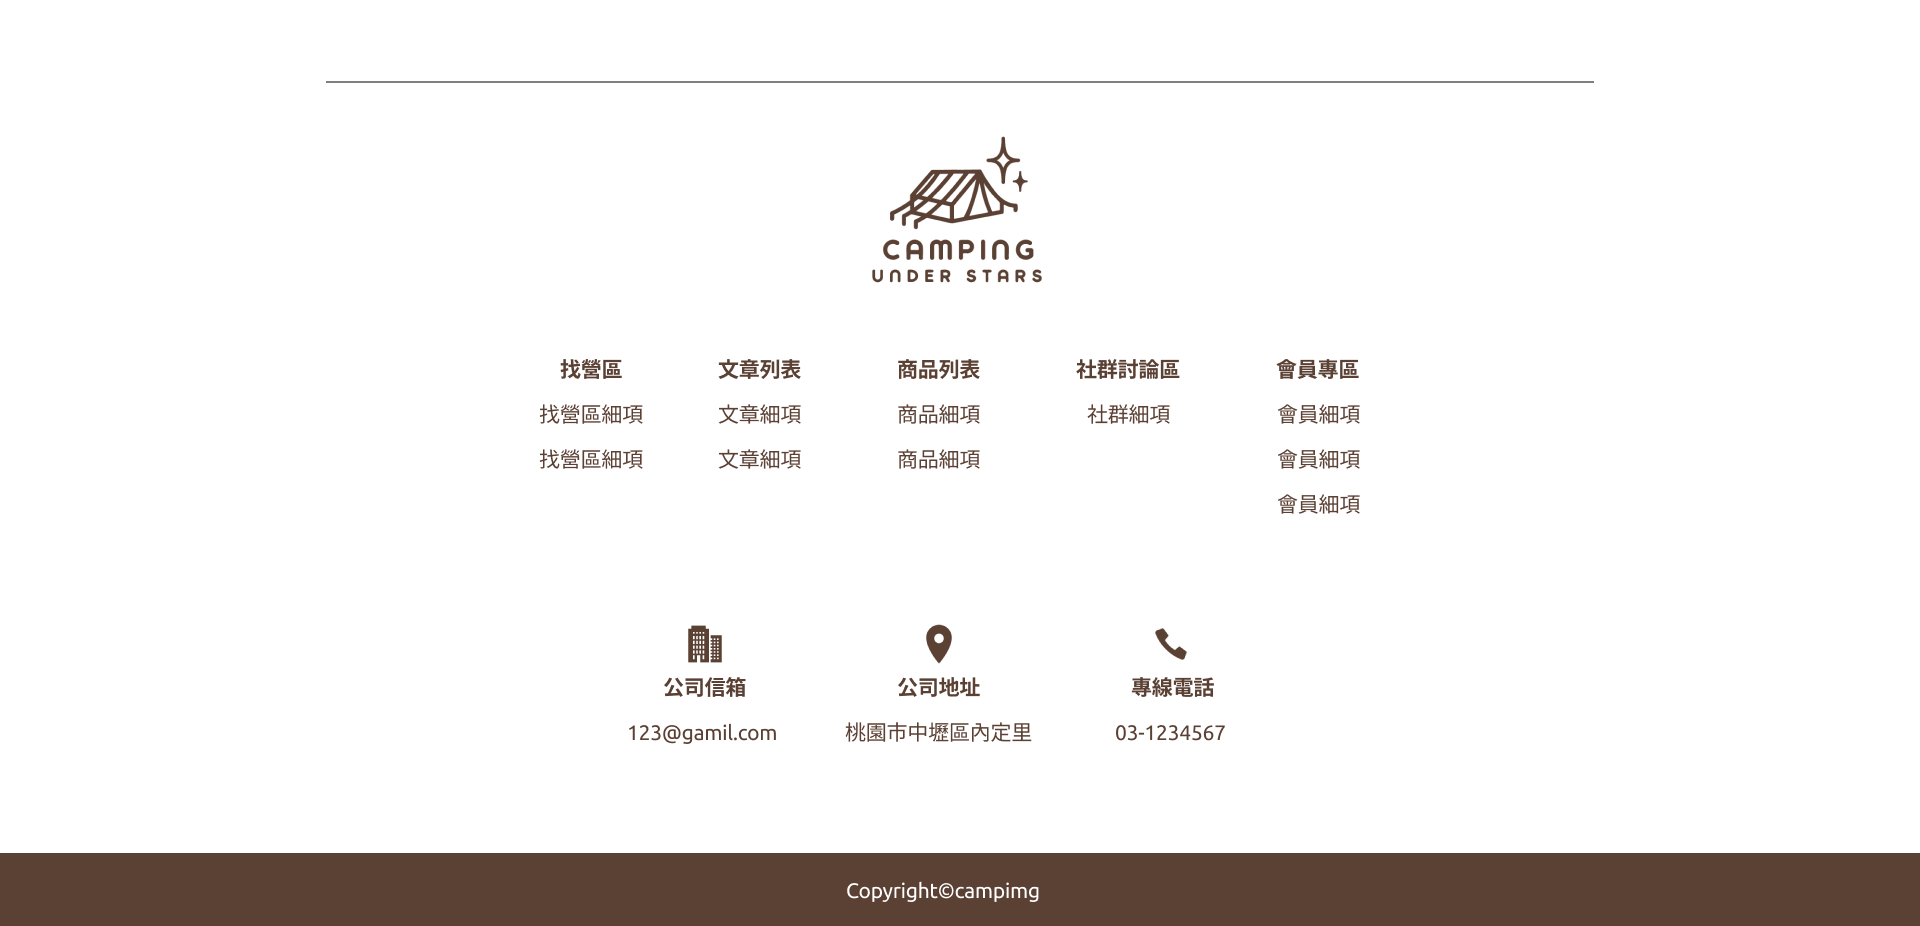 CAMPING
UNDER STARS
找營區 文章列表 商品列表 社群討論區 會員專區
找營區細項 文章細項 商品細項 社群細項 會員細項
找營區細項 文章細項 商品細項 會員細項
會員細項
公司信箱 公司地址 專線電話
123@gamil.com 桃園市中壢區內定里 03-1234567
Copyright©campimg